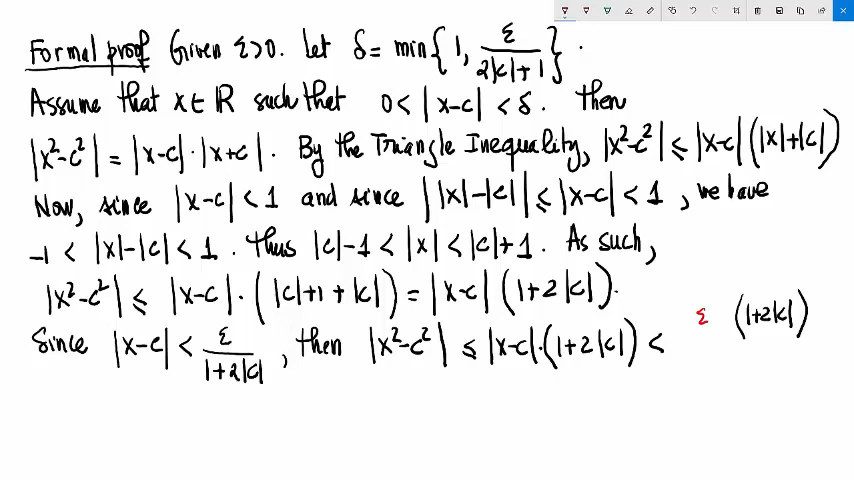 Formal proof Given ε>0. Let δ = min{1, ε/(2|c|+1)}.
Assume that x∈ℝ such that 0<|x-c|<δ. Then
|x²-c²| = |x-c|·|x+c|. By the Triangle Inequality, |x²-c²| ≤ |x-c|(|x|+|c|)
Now, since |x-c|<1 and since ||x|-|c|| ≤ |x-c|<1, we have
-1 < |x|-|c| < 1. Thus |c|-1 < |x| < |c|+1. As such,
|x²-c²| ≤ |x-c|·(|c|+1+|c|) = |x-c|(1+2|c|).
Since |x-c| < ε/(1+2|c|), then |x²-c²| ≤ |x-c|·(1+2|c|) < ε (1+2|c|)